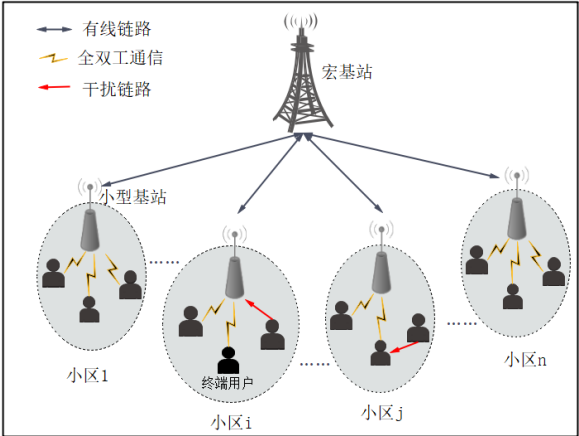 有线链路
全双工通信
干扰链路
宏基站
小型基站
......
......
......
终端用户
小区1
小区i
小区j
小区n